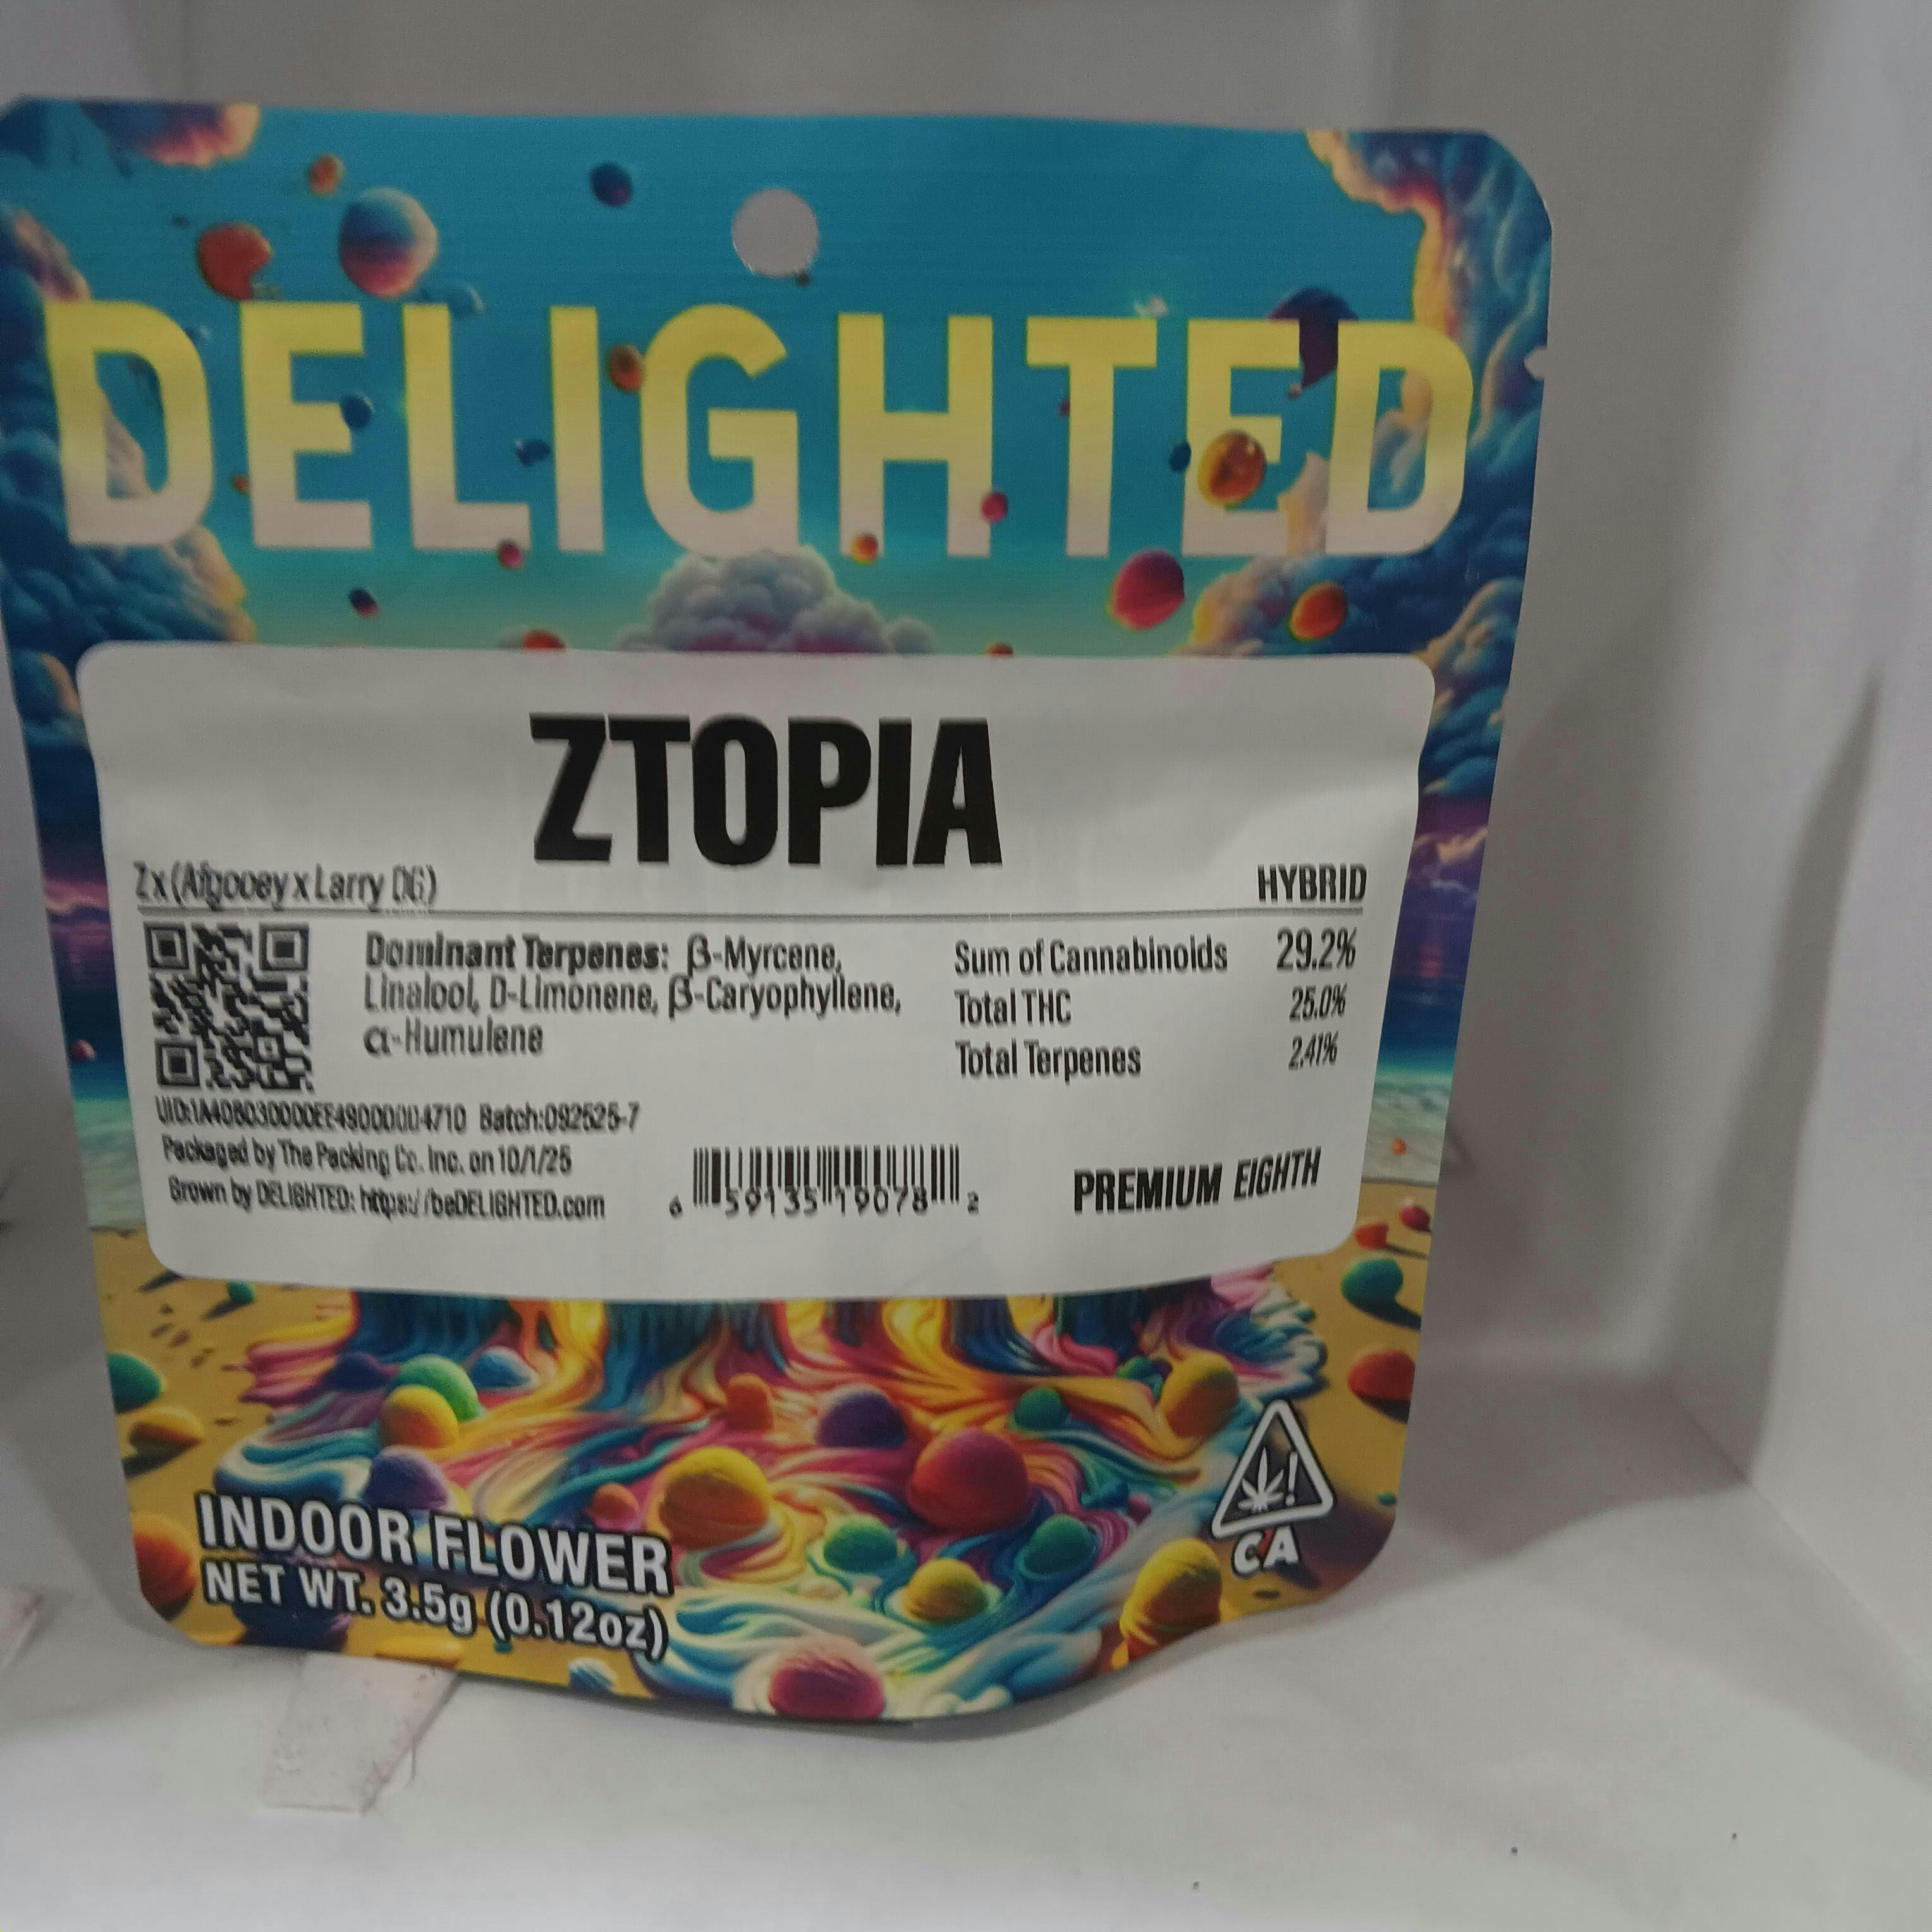 DELIGHTED
ZTOPIA
Z x (Afgooey x Larry OG)
HYBRID
Dominant Terpenes: β-Myrcene,
Linalool, D-Limonene, β-Caryophyllene,
α-Humulene
Sum of Cannabinoids 29.2%
Total THC 25.0%
Total Terpenes 2.41%
Batch:092525-7
Packaged by The Packing Co. Inc. on 10/1/25
Grown by DELIGHTED: https://beDELIGHTED.com
6 59135 19078 2
PREMIUM EIGHTH
INDOOR FLOWER
NET WT. 3.5g (0.12oz)
!
CA